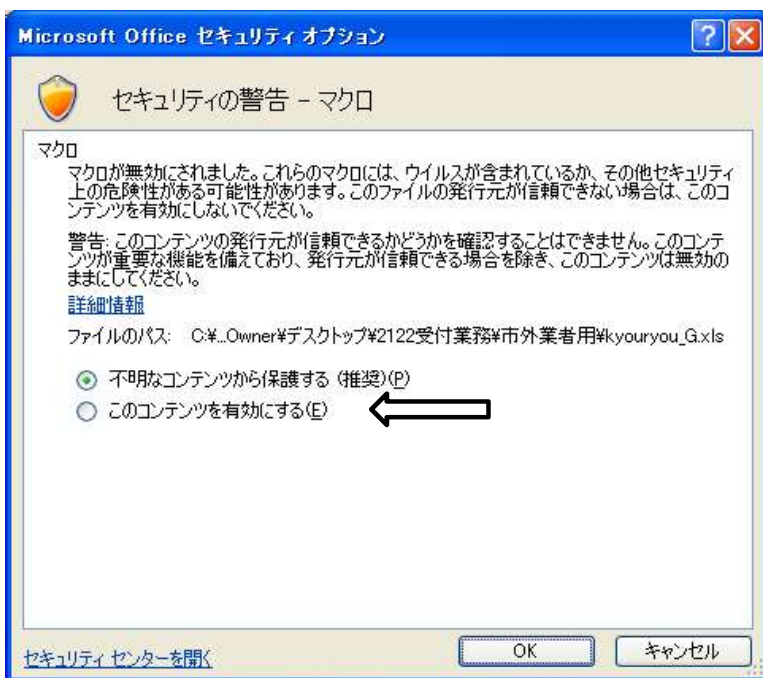 Microsoft Office セキュリティ オプション
セキュリティの警告 - マクロ
マクロ
マクロが無効にされました。これらのマクロには、ウイルスが含まれているか、その他セキュリティ
上の危険性がある可能性があります。このファイルの発行元が信頼できない場合は、このコ
ンテンツを有効にしないでください。
警告: このコンテンツの発行元が信頼できるかどうかを確認することはできません。このコンテ
ンツが重要な機能を備えており、発行元が信頼できる場合を除き、このコンテンツは無効の
ままにしてください。
詳細情報
ファイルのパス: C:¥...Owner¥デスクトップ¥2122受付業務¥市外業者用¥kyouryou_G.xls
不明なコンテンツから保護する (推奨)(P)
このコンテンツを有効にする(E)
セキュリティ センターを開く
OK
キャンセル